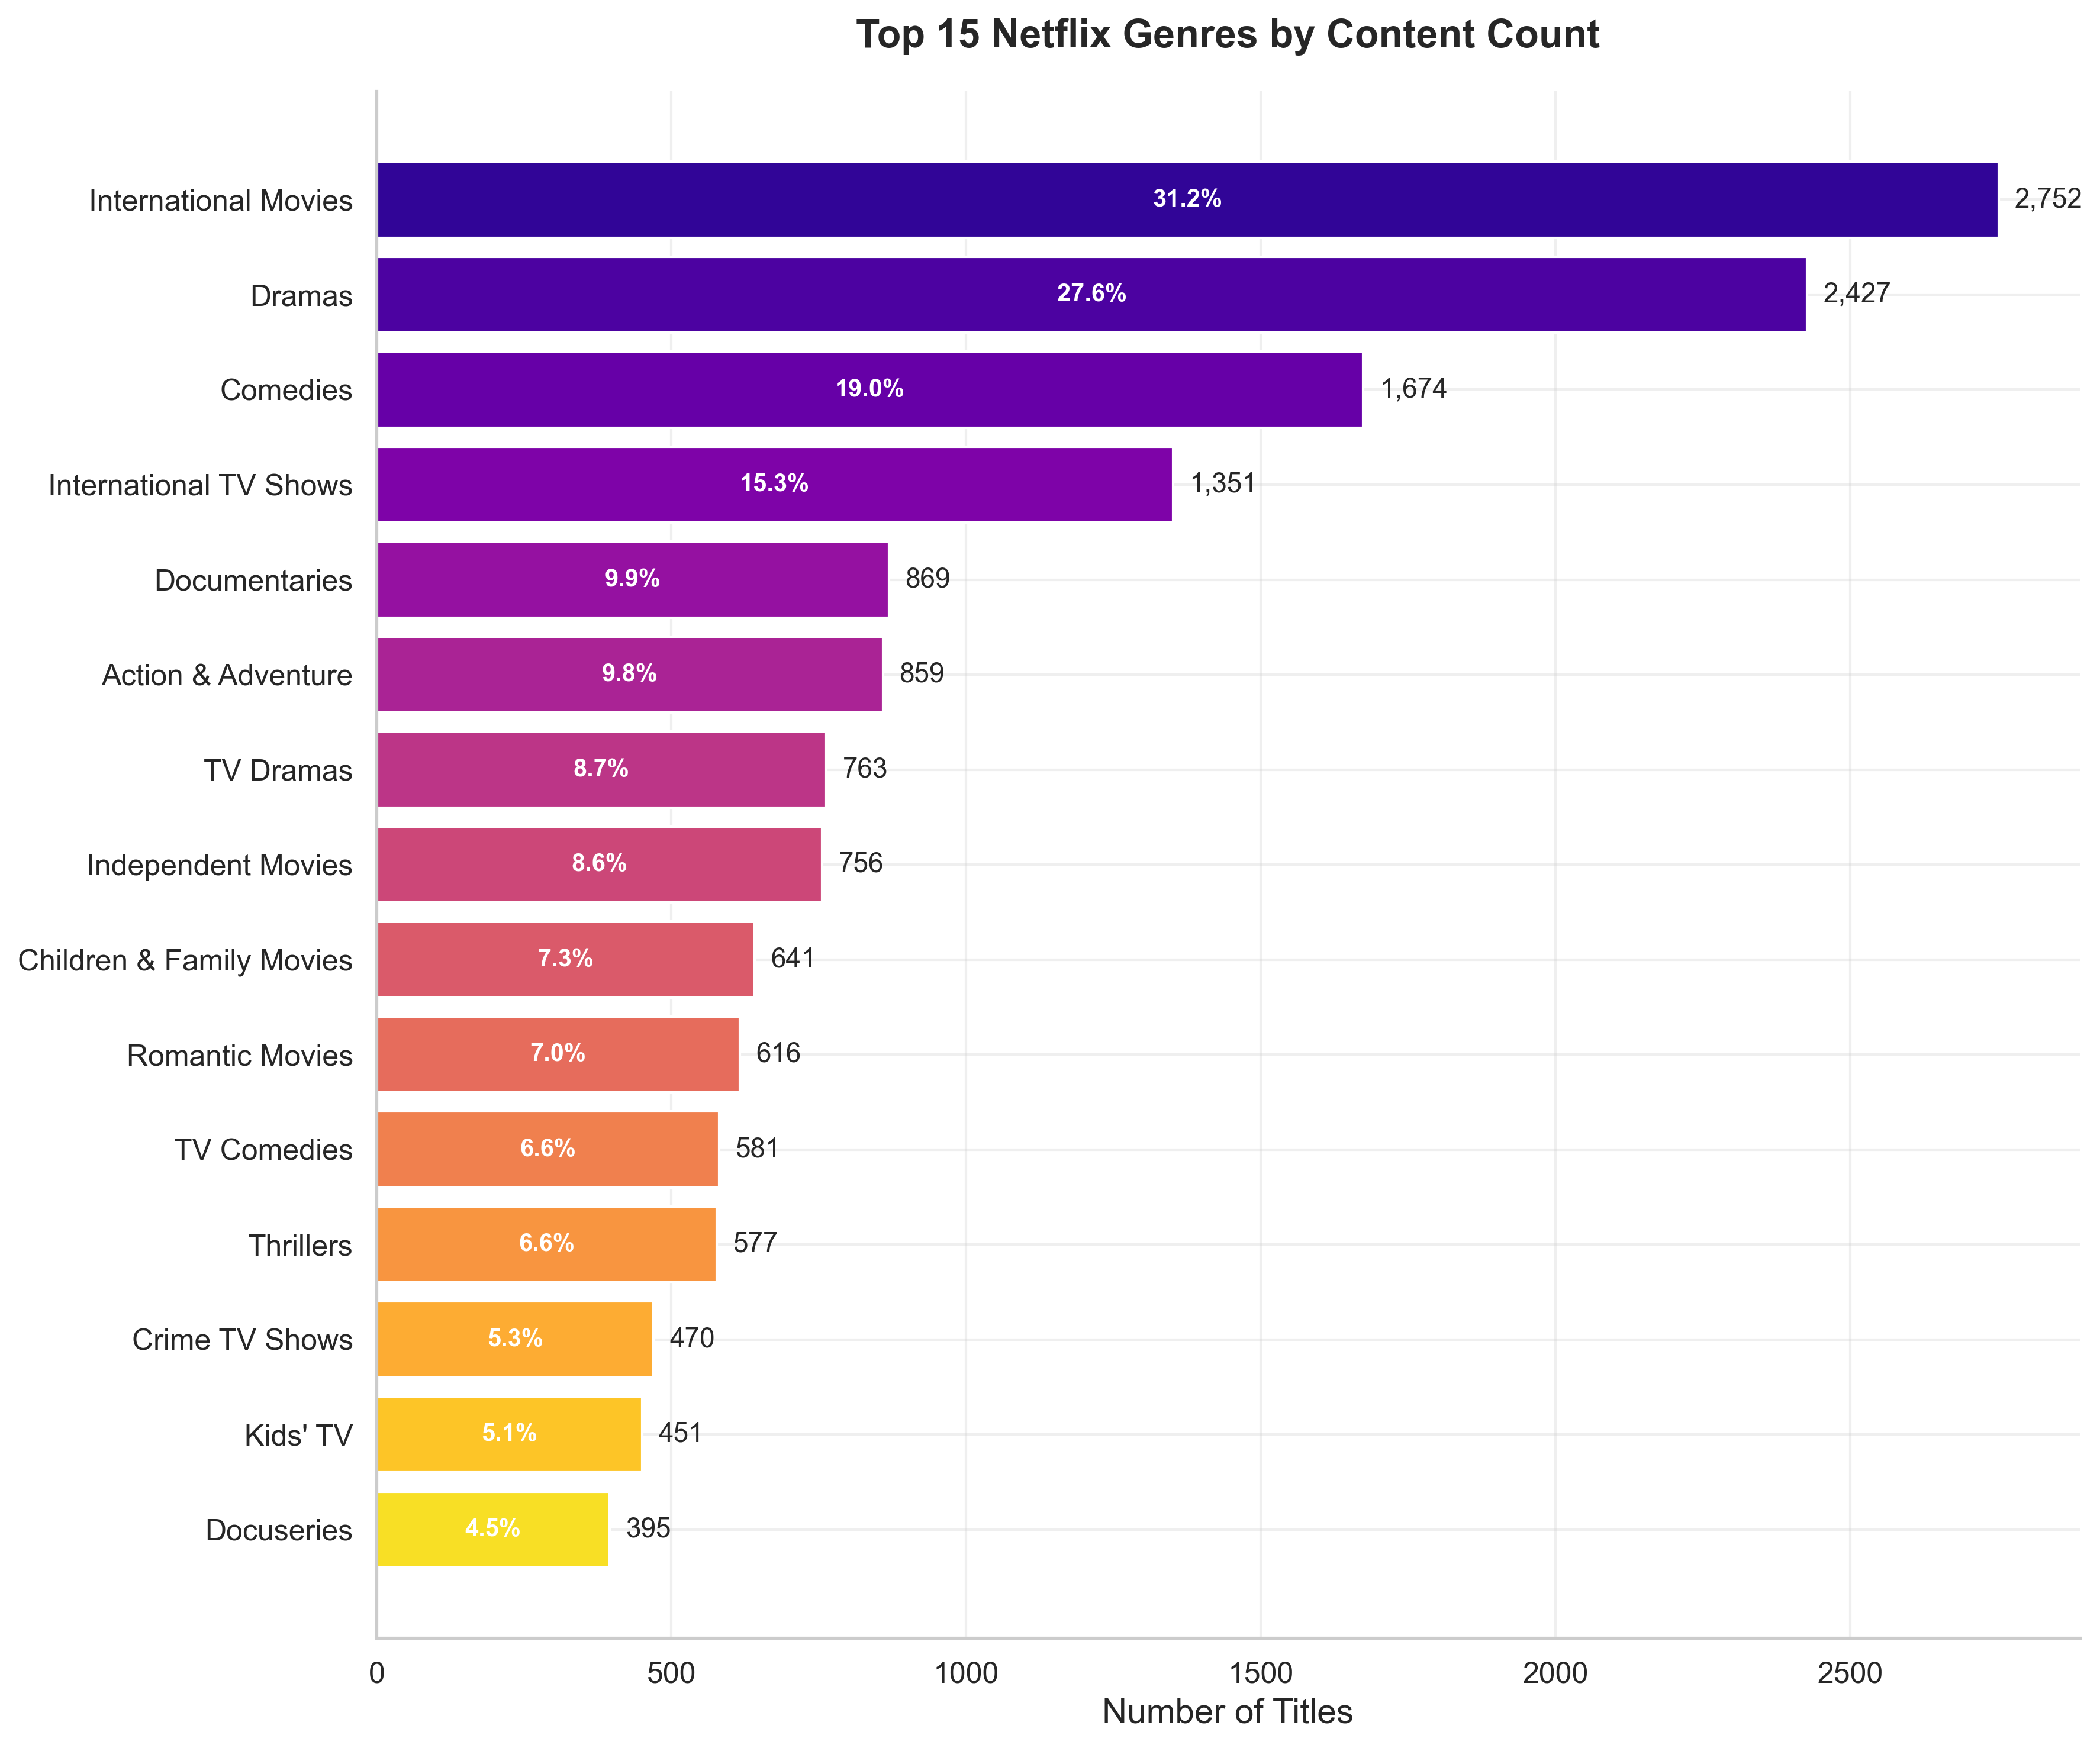 Top 15 Netflix Genres by Content Count
International Movies 31.2% 2,752
Dramas 27.6% 2,427
Comedies 19.0% 1,674
International TV Shows 15.3% 1,351
Documentaries 9.9% 869
Action & Adventure 9.8% 859
TV Dramas 8.7% 763
Independent Movies 8.6% 756
Children & Family Movies 7.3% 641
Romantic Movies 7.0% 616
TV Comedies 6.6% 581
Thrillers 6.6% 577
Crime TV Shows 5.3% 470
Kids' TV 5.1% 451
Docuseries 4.5% 395
0 500 1000 1500 2000 2500
Number of Titles